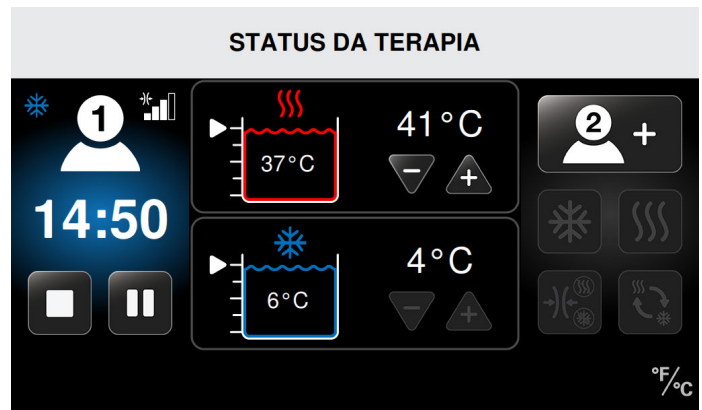 STATUS DA TERAPIA
1
14:50
41°C
37°C
4°C
6°C
2 +
°F/°C